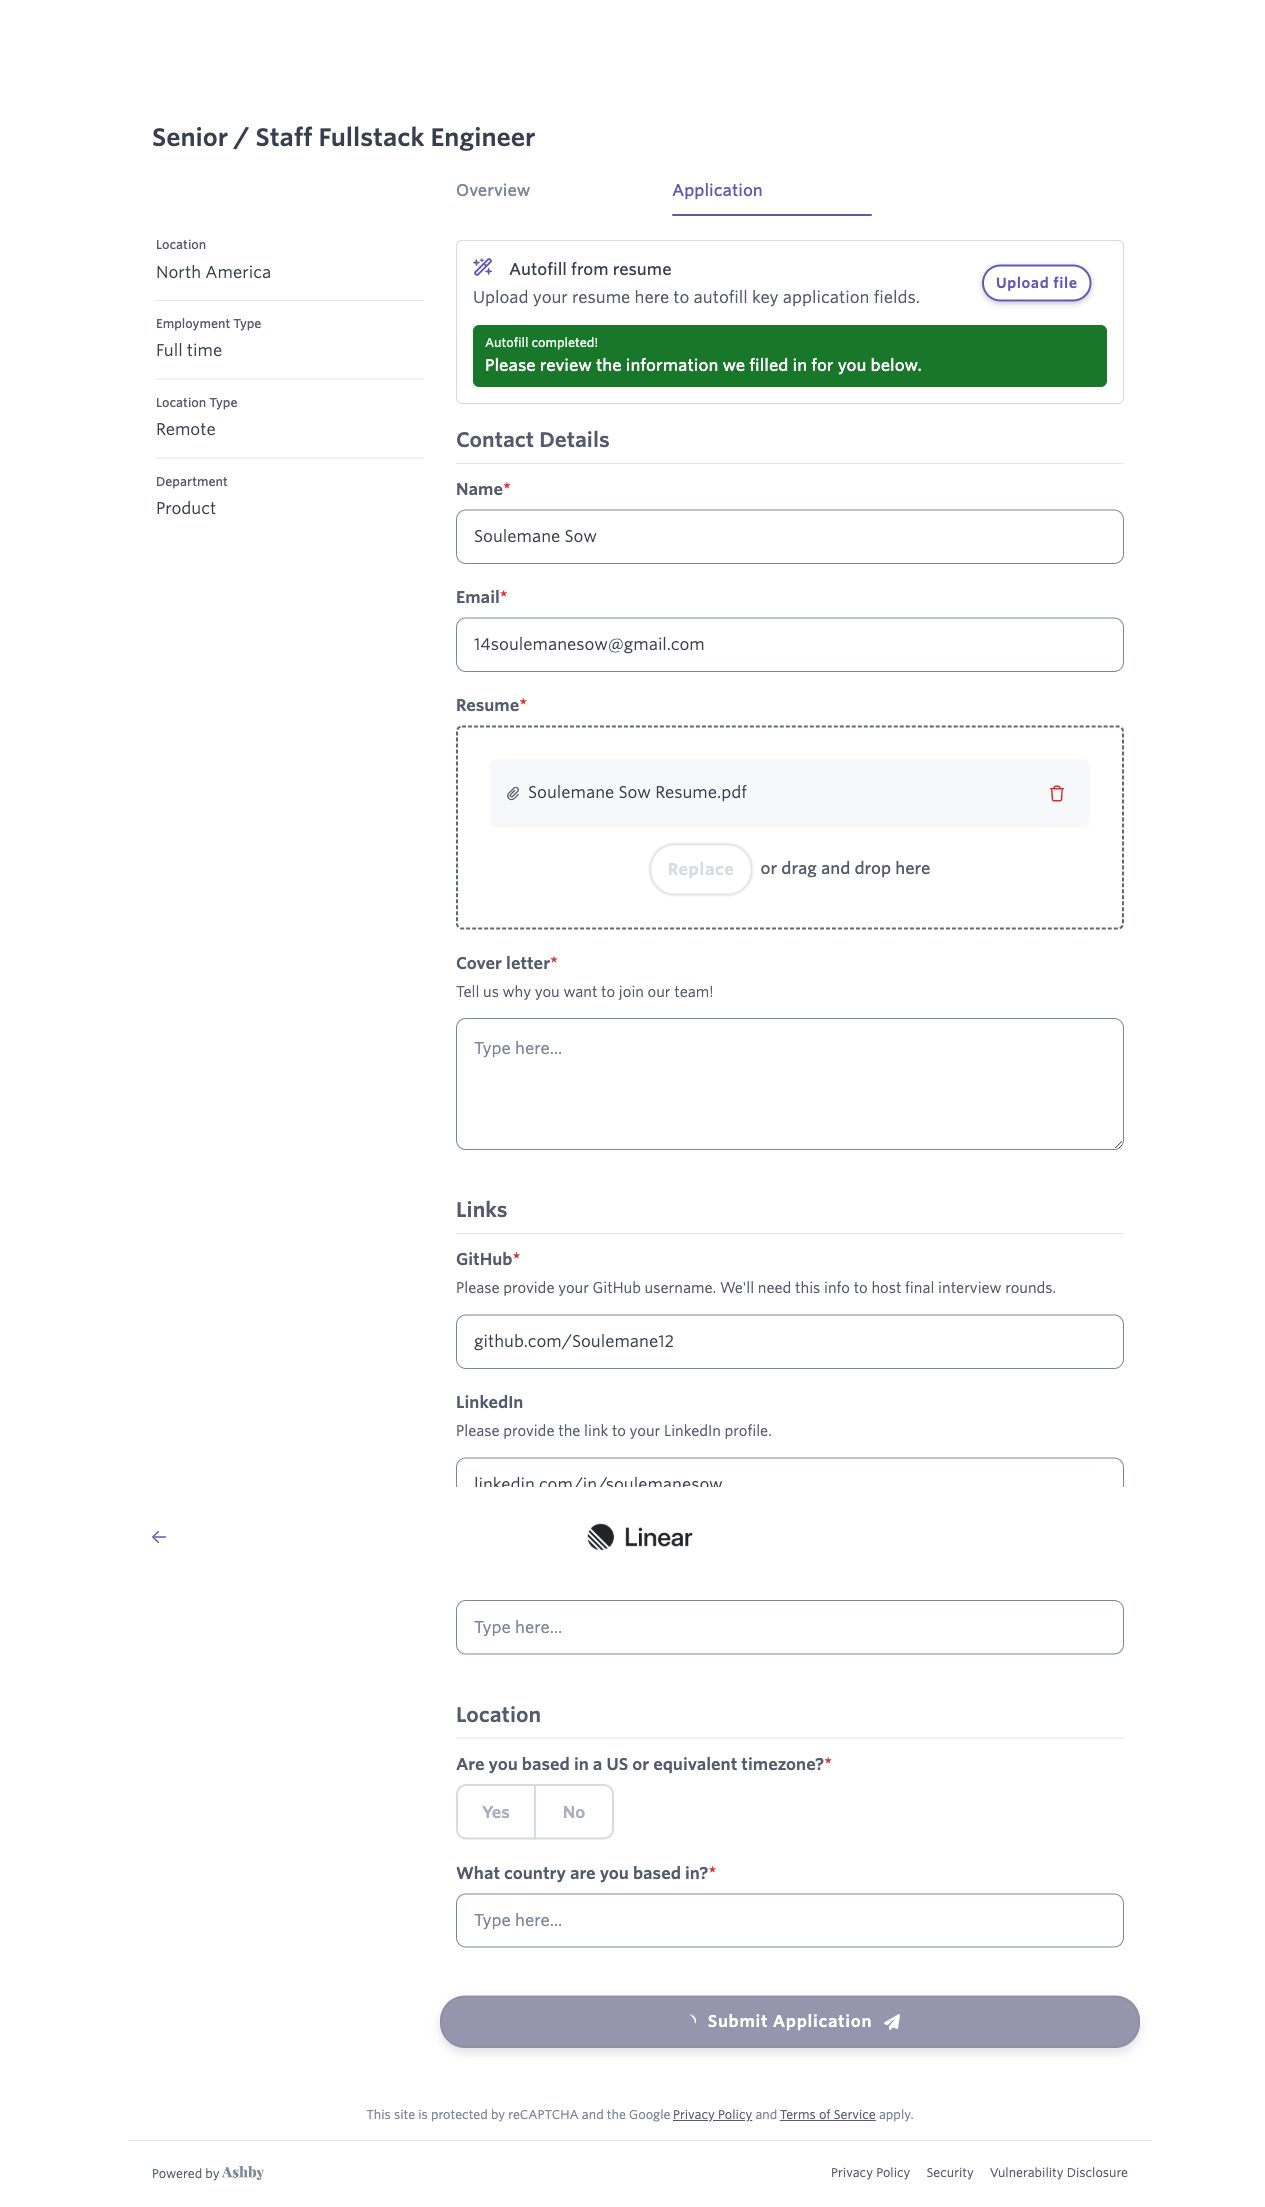 Senior / Staff Fullstack Engineer
Overview
Application
Location
North America
Employment Type
Full time
Location Type
Remote
Department
Product
Autofill from resume
Upload your resume here to autofill key application fields.
Upload file
Autofill completed!
Please review the information we filled in for you below.
Contact Details
Name*
Soulemane Sow
Email*
14soulemanesow@gmail.com
Resume*
Soulemane Sow Resume.pdf
Replace or drag and drop here
Cover letter*
Tell us why you want to join our team!
Type here...
Links
GitHub*
Please provide your GitHub username. We'll need this info to host final interview rounds.
github.com/Soulemane12
LinkedIn
Please provide the link to your LinkedIn profile.
linkedin.com/in/soulemanesow
Linear
Type here...
Location
Are you based in a US or equivalent timezone?*
Yes
No
What country are you based in?*
Type here...
Submit Application
This site is protected by reCAPTCHA and the Google Privacy Policy and Terms of Service apply.
Powered by Ashby
Privacy Policy
Security
Vulnerability Disclosure